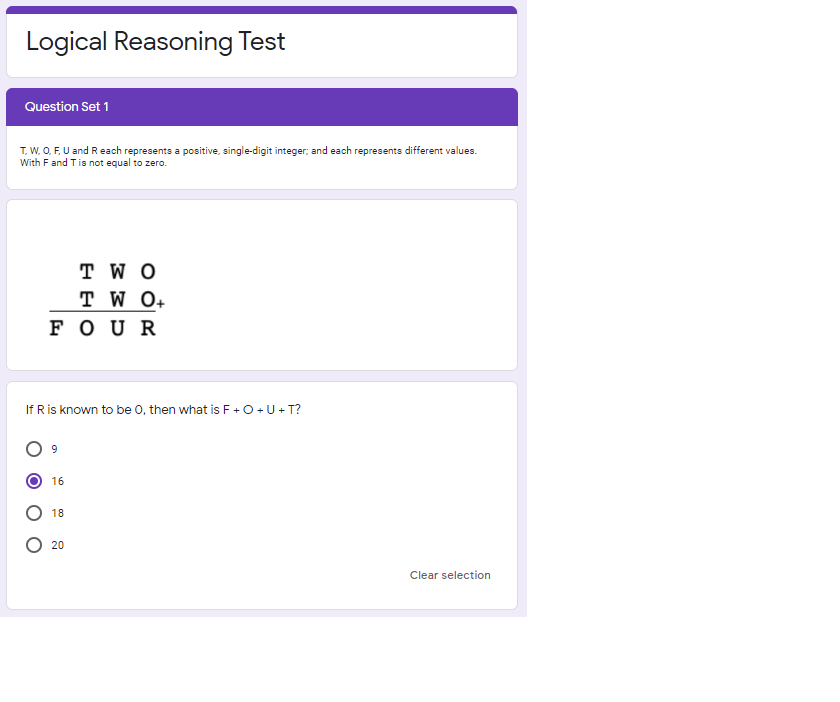 Logical Reasoning Test
Question Set 1
T, W, O, F, U and R each represents a positive, single-digit integer; and each represents different values.
With F and T is not equal to zero.
T W O
T W O+
F O U R
If R is known to be 0, then what is F + O + U + T?
9
16
18
20
Clear selection